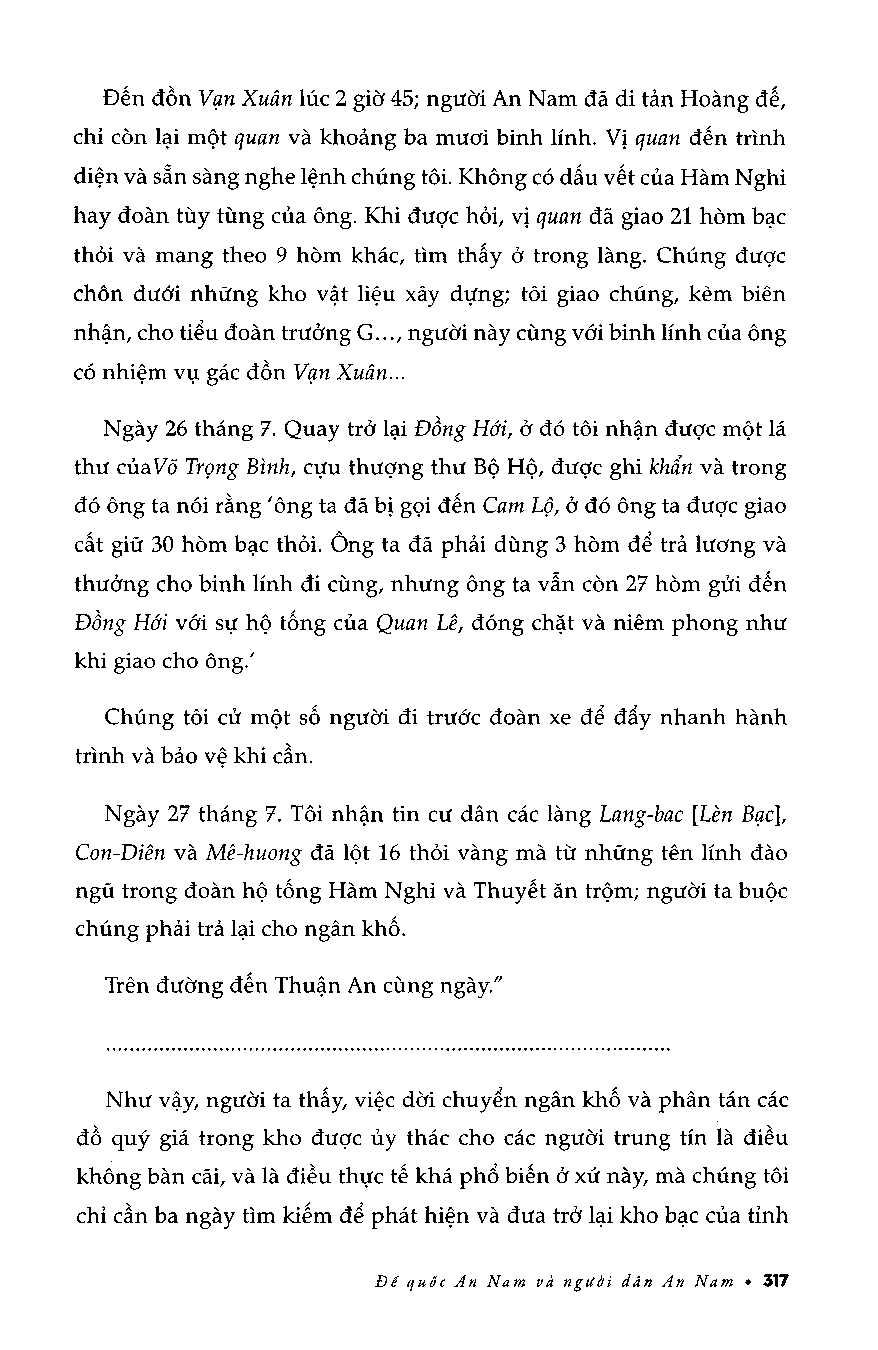 Đến đồn Vạn Xuân lúc 2 giờ 45; người An Nam đã di tản Hoàng đế,
chỉ còn lại một quan và khoảng ba mươi binh lính. Vị quan đến trình
diện và sẵn sàng nghe lệnh chúng tôi. Không có dấu vết của Hàm Nghi
hay đoàn tùy tùng của ông. Khi được hỏi, vị quan đã giao 21 hòm bạc
thỏi và mang theo 9 hòm khác, tìm thấy ở trong làng. Chúng được
chôn dưới những kho vật liệu xây dựng; tôi giao chúng, kèm biên
nhận, cho tiểu đoàn trưởng G…, người này cùng với binh lính của ông
có nhiệm vụ gác đồn Vạn Xuân...
Ngày 26 tháng 7. Quay trở lại Đồng Hới, ở đó tôi nhận được một lá
thư củaVõ Trọng Bình, cựu thượng thư Bộ Hộ, được ghi khẩn và trong
đó ông ta nói rằng ‘ông ta đã bị gọi đến Cam Lộ, ở đó ông ta được giao
cất giữ 30 hòm bạc thỏi. Ông ta đã phải dùng 3 hòm để trả lương và
thưởng cho binh lính đi cùng, nhưng ông ta vẫn còn 27 hòm gửi đến
Đồng Hới với sự hộ tống của Quan Lê, đóng chặt và niêm phong như
khi giao cho ông.’
Chúng tôi cử một số người đi trước đoàn xe để đẩy nhanh hành
trình và bảo vệ khi cần.
Ngày 27 tháng 7. Tôi nhận tin cư dân các làng Lang-bac [Lèn Bạc],
Con-Diên và Mê-huong đã lột 16 thỏi vàng mà từ những tên lính đào
ngũ trong đoàn hộ tống Hàm Nghi và Thuyết ăn trộm; người ta buộc
chúng phải trả lại cho ngân khố.
Trên đường đến Thuận An cùng ngày.”
...............................................................................................
Như vậy, người ta thấy, việc dời chuyển ngân khố và phân tán các
đồ quý giá trong kho được ủy thác cho các người trung tín là điều
không bàn cãi, và là điều thực tế khá phổ biến ở xứ này, mà chúng tôi
chỉ cần ba ngày tìm kiếm để phát hiện và đưa trở lại kho bạc của tỉnh
Đế quốc An Nam và người dân An Nam • 317